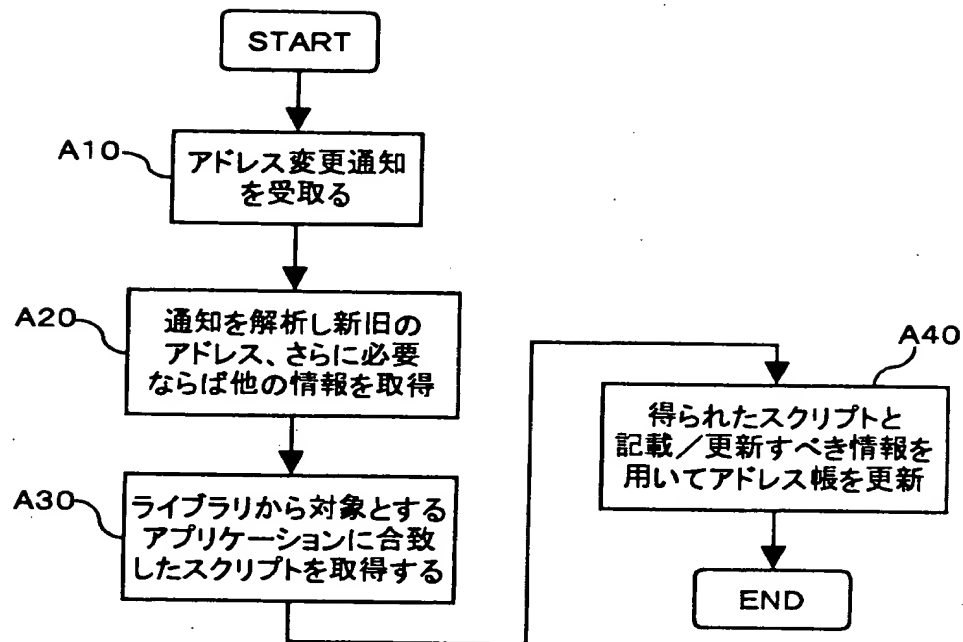 START
A10
アドレス変更通知
を受取る
A20
通知を解析し新旧の
アドレス、さらに必要
ならば他の情報を取得
A30
ライブラリから対象とする
アプリケーションに合致
したスクリプトを取得する
A40
得られたスクリプトと
記載／更新すべき情報を
用いてアドレス帳を更新
END